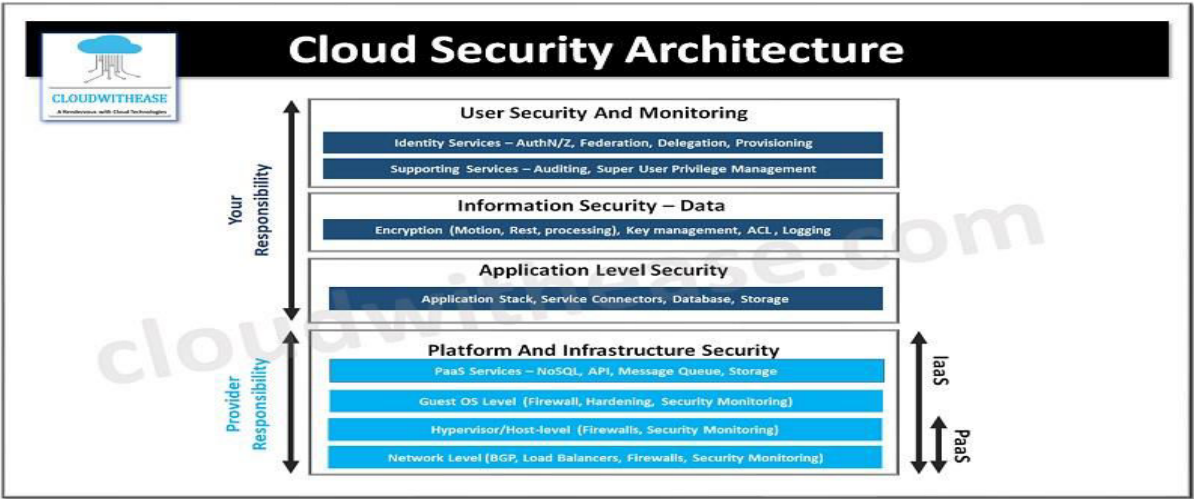 Cloud Security Architecture
CLOUDWITHEASE
A Rendezvous with Cloud Technologies
User Security And Monitoring
Identity Services – AuthN/Z, Federation, Delegation, Provisioning
Supporting Services – Auditing, Super User Privilege Management
Your
Responsibility
Information Security – Data
Encryption (Motion, Rest, processing), Key management, ACL , Logging
Application Level Security
Application Stack, Service Connectors, Database, Storage
Platform And Infrastructure Security
PaaS Services – NoSQL, API, Message Queue, Storage
Guest OS Level (Firewall, Hardening, Security Monitoring)
Hypervisor/Host-level (Firewalls, Security Monitoring)
Network Level (BGP, Load Balancers, Firewalls, Security Monitoring)
Provider
Responsibility
IaaS
PaaS
cloudwithease.com